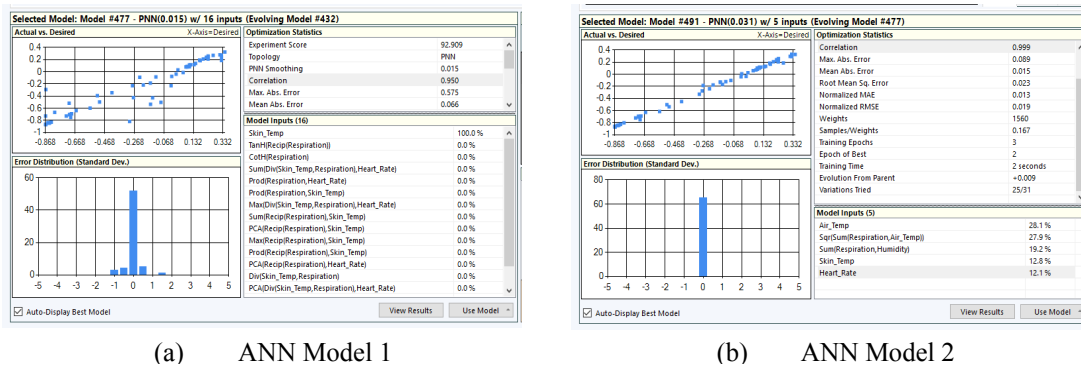 Selected Model: Model #477 - PNN(0.015) w/ 16 inputs (Evolving Model #432)
Actual vs. Desired X-Axis=Desired
0.4
0.2
0
-0.2
-0.4
-0.6
-0.8
-1
-0.868 -0.668 -0.468 -0.268 -0.068 0.132 0.332
Error Distribution (Standard Dev.)
60
40
20
0
-5 -4 -3 -2 -1 0 1 2 3 4 5
Optimization Statistics
Experiment Score 92.909
Topology PNN
PNN Smoothing 0.015
Correlation 0.950
Max. Abs. Error 0.575
Mean Abs. Error 0.066
Model Inputs (16)
Skin_Temp 100.0 %
TanH(Recip(Respiration)) 0.0 %
CotH(Respiration) 0.0 %
Sum(Div(Skin_Temp,Respiration),Heart_Rate) 0.0 %
Prod(Respiration,Heart_Rate) 0.0 %
Prod(Respiration,Skin_Temp) 0.0 %
Max(Div(Skin_Temp,Respiration),Heart_Rate) 0.0 %
Sum(Recip(Respiration),Skin_Temp) 0.0 %
PCA(Recip(Respiration),Skin_Temp) 0.0 %
Max(Recip(Respiration),Skin_Temp) 0.0 %
Prod(Recip(Respiration),Skin_Temp) 0.0 %
PCA(Recip(Respiration),Heart_Rate) 0.0 %
Div(Skin_Temp,Respiration) 0.0 %
PCA(Div(Skin_Temp,Respiration),Heart_Rate) 0.0 %
Auto-Display Best Model
View Results Use Model
(a) ANN Model 1
Selected Model: Model #491 - PNN(0.031) w/ 5 inputs (Evolving Model #477)
Actual vs. Desired X-Axis=Desired
0.4
0.2
0
-0.2
-0.4
-0.6
-0.8
-1
-0.868 -0.668 -0.468 -0.268 -0.068 0.132 0.332
Error Distribution (Standard Dev.)
80
60
40
20
0
-5 -4 -3 -2 -1 0 1 2 3 4 5
Optimization Statistics
Correlation 0.999
Max. Abs. Error 0.089
Mean Abs. Error 0.015
Root Mean Sq. Error 0.023
Normalized MAE 0.013
Normalized RMSE 0.019
Weights 1560
Samples/Weights 0.167
Training Epochs 3
Epoch of Best 2
Training Time 2 seconds
Evolution From Parent +0.009
Variations Tried 25/31
Model Inputs (5)
Air_Temp 28.1 %
Sqr(Sum(Respiration,Air_Temp)) 27.9 %
Sum(Respiration,Humidity) 19.2 %
Skin_Temp 12.8 %
Heart_Rate 12.1 %
Auto-Display Best Model
View Results Use Model
(b) ANN Model 2